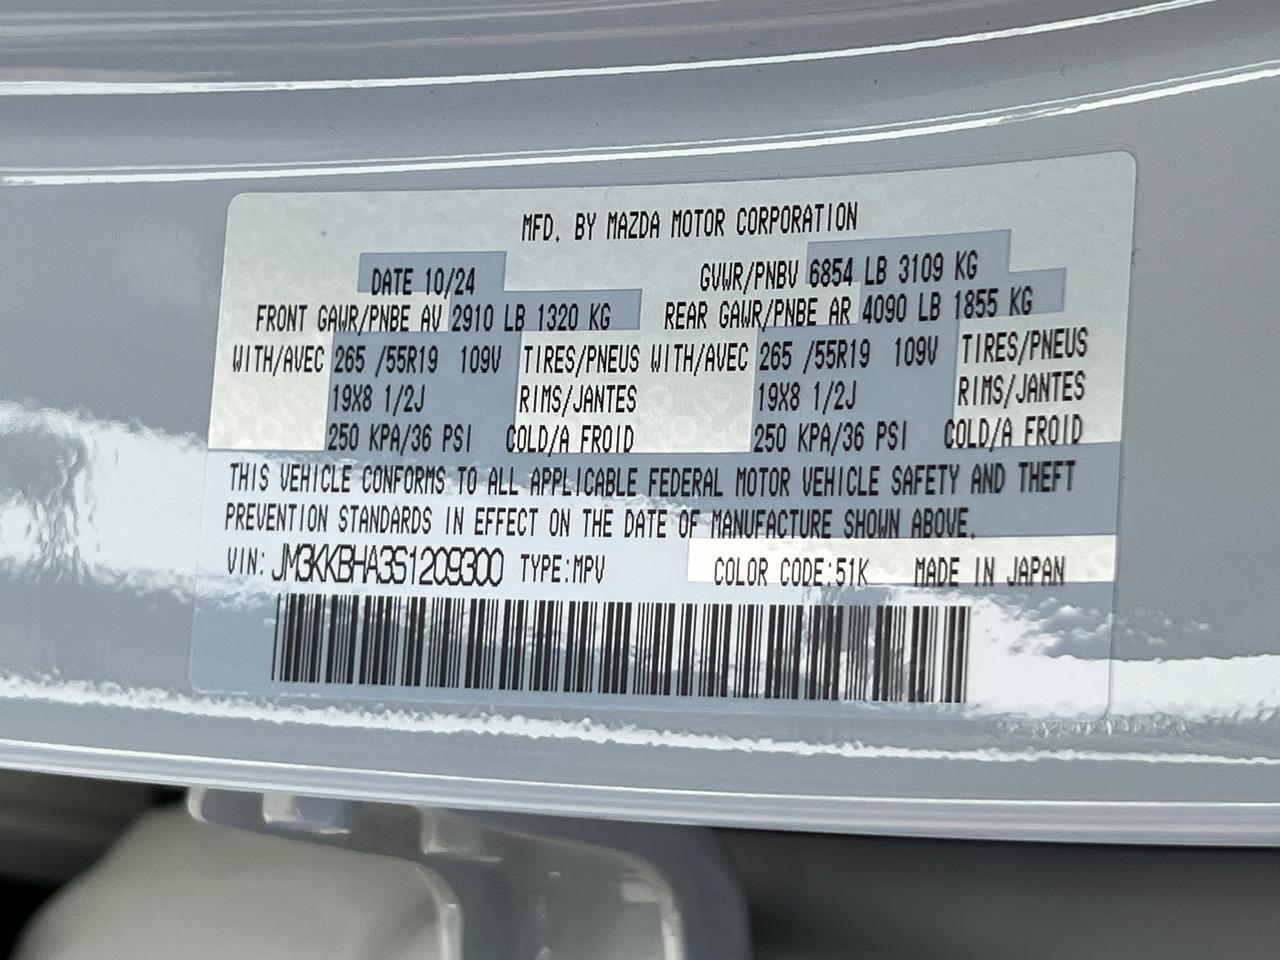 MFD. BY MAZDA MOTOR CORPORATION
DATE 10/24 GVWR/PNBV 6854 LB 3109 KG
FRONT GAWR/PNBE AV 2910 LB 1320 KG REAR GAWR/PNBE AR 4090 LB 1855 KG
WITH/AVEC 265 /55R19 109V TIRES/PNEUS WITH/AVEC 265 /55R19 109V TIRES/PNEUS
19X8 1/2J RIMS/JANTES 19X8 1/2J RIMS/JANTES
250 KPA/36 PSI COLD/A FROID 250 KPA/36 PSI COLD/A FROID
THIS VEHICLE CONFORMS TO ALL APPLICABLE FEDERAL MOTOR VEHICLE SAFETY AND THEFT
PREVENTION STANDARDS IN EFFECT ON THE DATE OF MANUFACTURE SHOWN ABOVE.
VIN: JM3KKBHA3S1209300 TYPE:MPV COLOR CODE:51K MADE IN JAPAN